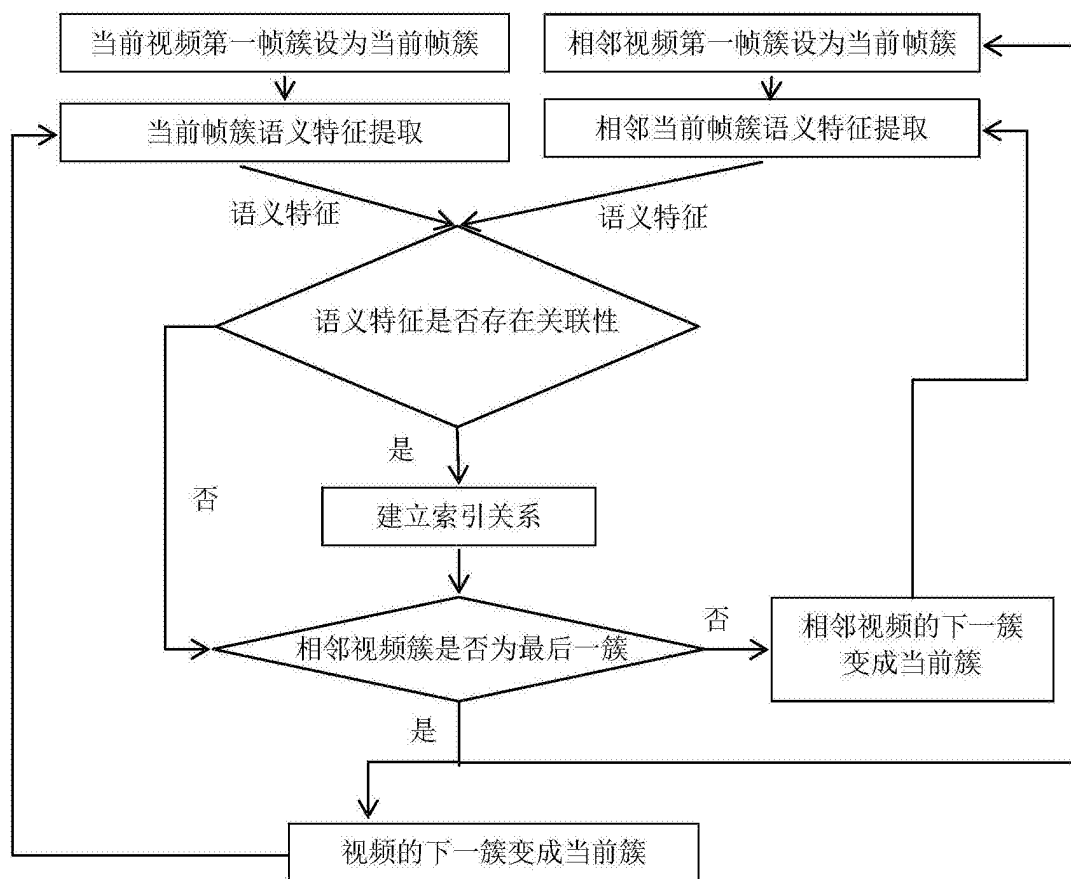 当前视频第一帧簇设为当前帧簇
相邻视频第一帧簇设为当前帧簇
当前帧簇语义特征提取
相邻当前帧簇语义特征提取
语义特征
语义特征
语义特征是否存在关联性
是
否
建立索引关系
相邻视频簇是否为最后一簇
否
相邻视频的下一簇
变成当前簇
是
视频的下一簇变成当前簇